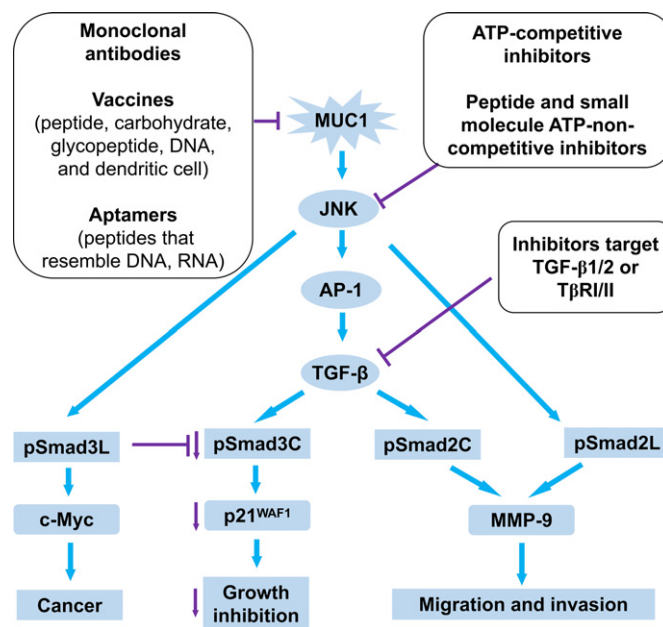 Monoclonal
antibodies
Vaccines
(peptide, carbohydrate,
glycopeptide, DNA,
and dendritic cell)
Aptamers
(peptides that
resemble DNA, RNA)
MUC1
ATP-competitive
inhibitors
Peptide and small
molecule ATP-non-
competitive inhibitors
JNK
Inhibitors target
TGF-β1/2 or
TβRI/II
AP-1
TGF-β
pSmad3L
pSmad3C
pSmad2C
pSmad2L
c-Myc
p21WAF1
MMP-9
Cancer
Growth
inhibition
Migration and invasion